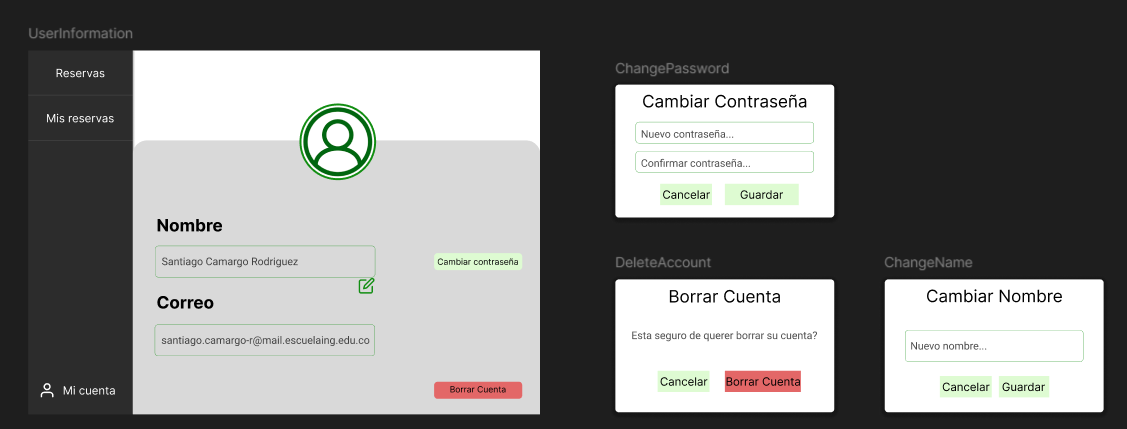 UserInformation
Reservas
Mis reservas
Nombre
Santiago Camargo Rodriguez
Cambiar contraseña
Correo
santiago.camargo-r@mail.escuelaing.edu.co
Mi cuenta
Borrar Cuenta
ChangePassword
Cambiar Contraseña
Nuevo contraseña...
Confirmar contraseña...
Cancelar Guardar
DeleteAccount
Borrar Cuenta
Esta seguro de querer borrar su cuenta?
Cancelar Borrar Cuenta
ChangeName
Cambiar Nombre
Nuevo nombre...
Cancelar Guardar